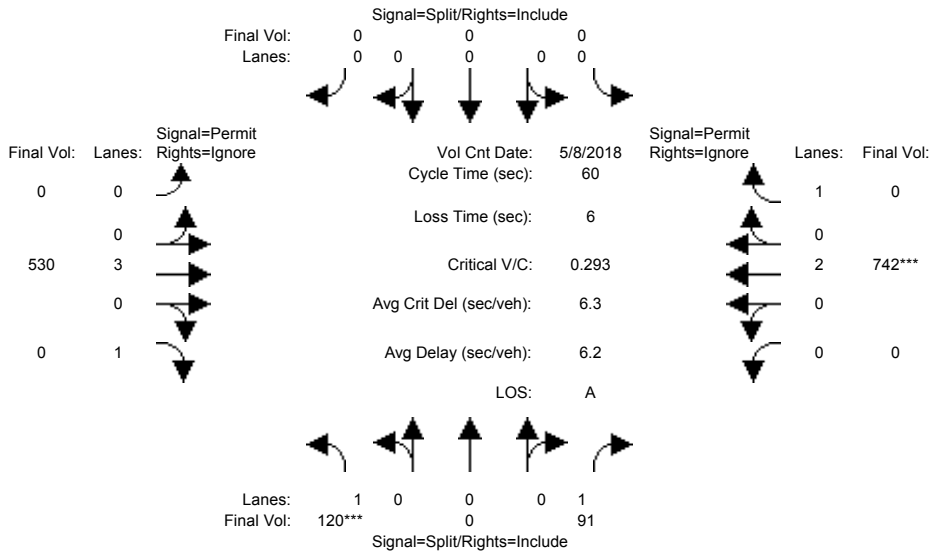 Signal=Split/Rights=Include
Final Vol: 0 0 0
Lanes: 0 0 0 0 0
Signal=Permit Signal=Permit
Final Vol: Lanes: Rights=Ignore Vol Cnt Date: 5/8/2018 Rights=Ignore Lanes: Final Vol:
Cycle Time (sec): 60
0 0 1 0
Loss Time (sec): 6
0 0
530 3 Critical V/C: 0.293 2 742***
0 Avg Crit Del (sec/veh): 6.3 0
0 1 Avg Delay (sec/veh): 6.2 0 0
LOS: A
Lanes: 1 0 0 0 1
Final Vol: 120*** 0 91
Signal=Split/Rights=Include